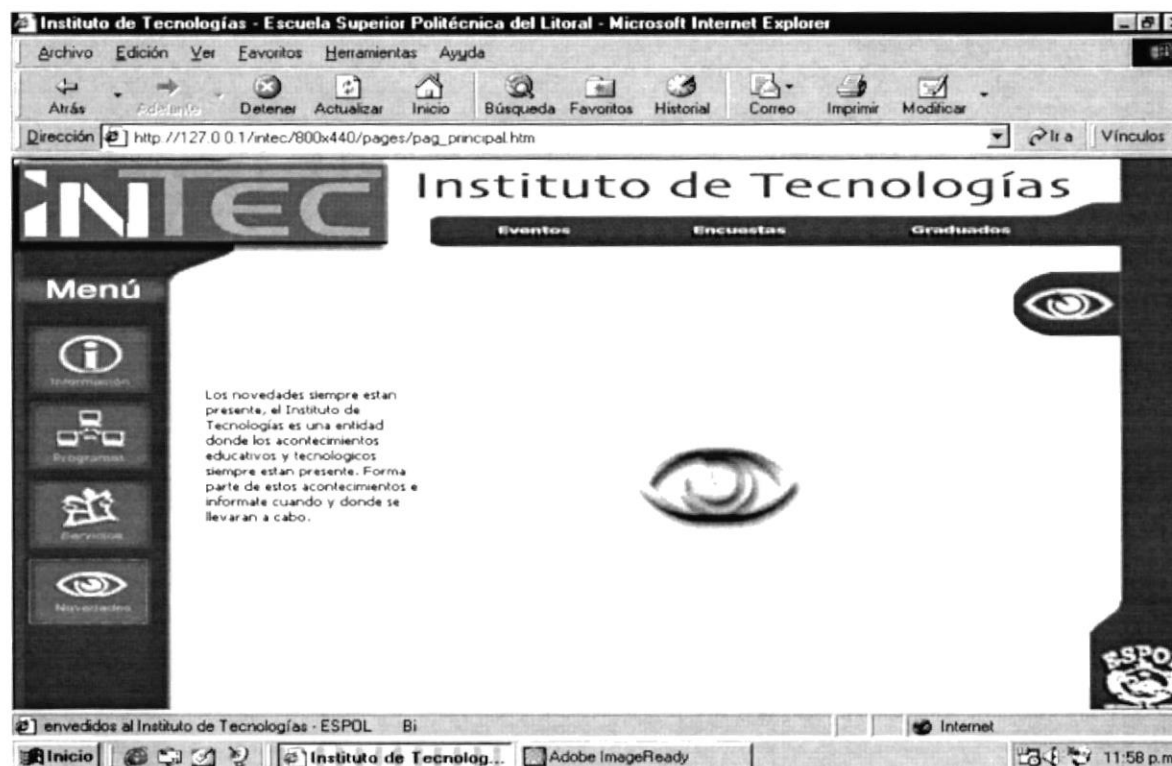 Instituto de Tecnologías - Escuela Superior Politécnica del Litoral - Microsoft Internet Explorer
Archivo Edición Ver Favoritos Herramientas Ayuda
Atrás Adelante Detener Actualizar Inicio Búsqueda Favoritos Historial Correo Imprimir Modificar
Dirección http://127.0.0.1/intec/800x440/pages/pag_principal.htm Ir a Vínculos
INTEC
Instituto de Tecnologías
Eventos Encuestas Graduados
Menú
Información
Programas
Servicios
Novedades
Los novedades siempre estan
presente, el Instituto de
Tecnologías es una entidad
donde los acontecimientos
educativos y tecnologicos
siempre estan presente. Forma
parte de estos acontecimientos e
informate cuando y donde se
llevaran a cabo.
ESPO
envedidos al Instituto de Tecnologías - ESPOL Bi Internet
Inicio Instituto de Tecnolog... Adobe ImageReady 11:58 p.m